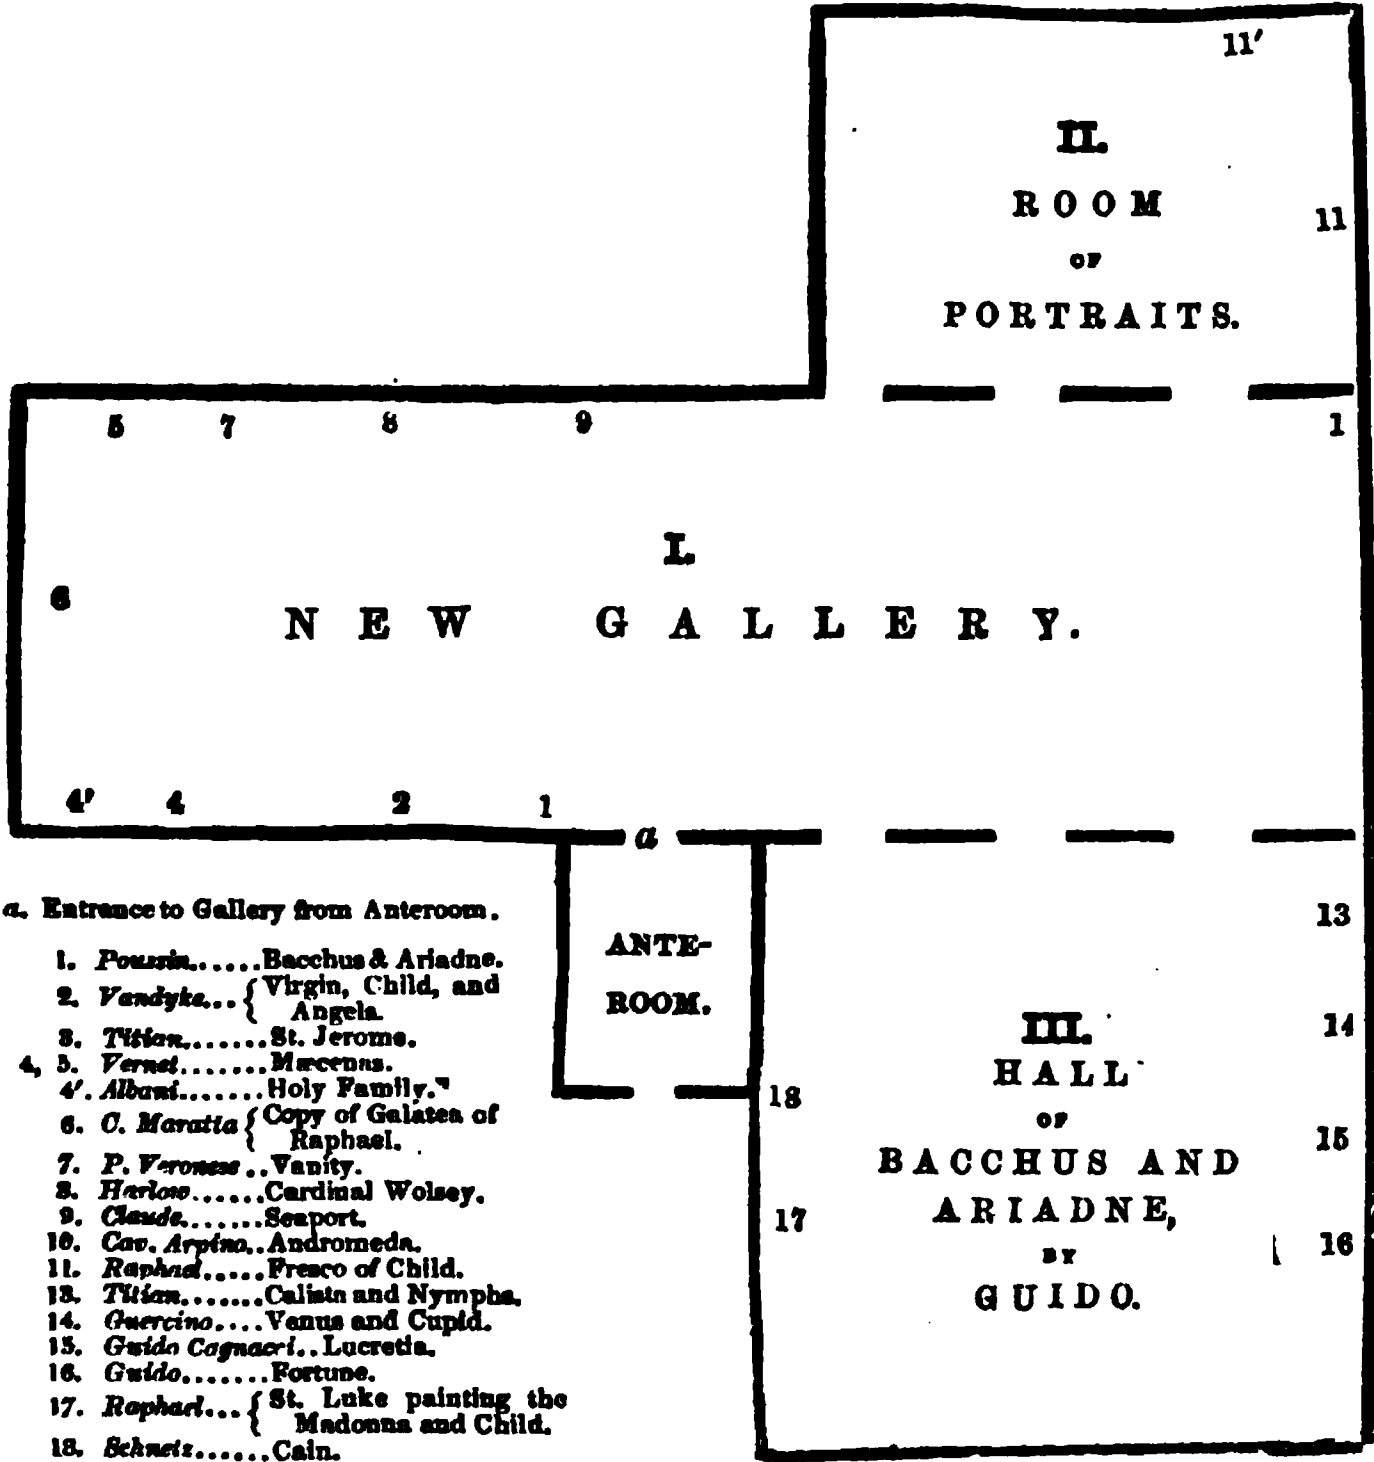 11′
II.
ROOM
11
OF
PORTRAITS.
5 7 8 9 1
I.
6
NEW GALLERY.
4′ 4 2 1
a
a. Entrance to Gallery from Anteroom.
13
ANTE-
ROOM.
III.
14
HALL
18
OF
15
BACCHUS AND
ARIADNE,
17
BY
16
GUIDO.
1. Poussin......Bacchus & Ariadne.
2. Vandyke...{Virgin, Child, and
Angels.
3. Titian.......St. Jerome.
4, 5. Vernet.......Mæcenas.
4′. Albani.......Holy Family.
6. C. Maratta{Copy of Galatea of
Raphael.
7. P. Veronese..Vanity.
8. Harlow......Cardinal Wolsey.
9. Claude.......Seaport.
10. Cav. Arpino..Andromeda.
11. Raphael.....Fresco of Child.
13. Titian.......Calista and Nymphs.
14. Guercino....Venus and Cupid.
15. Guido Cagnacci..Lucretia.
16. Guido.......Fortune.
17. Raphael...{St. Luke painting the
Madonna and Child.
18. Schnetz......Cain.